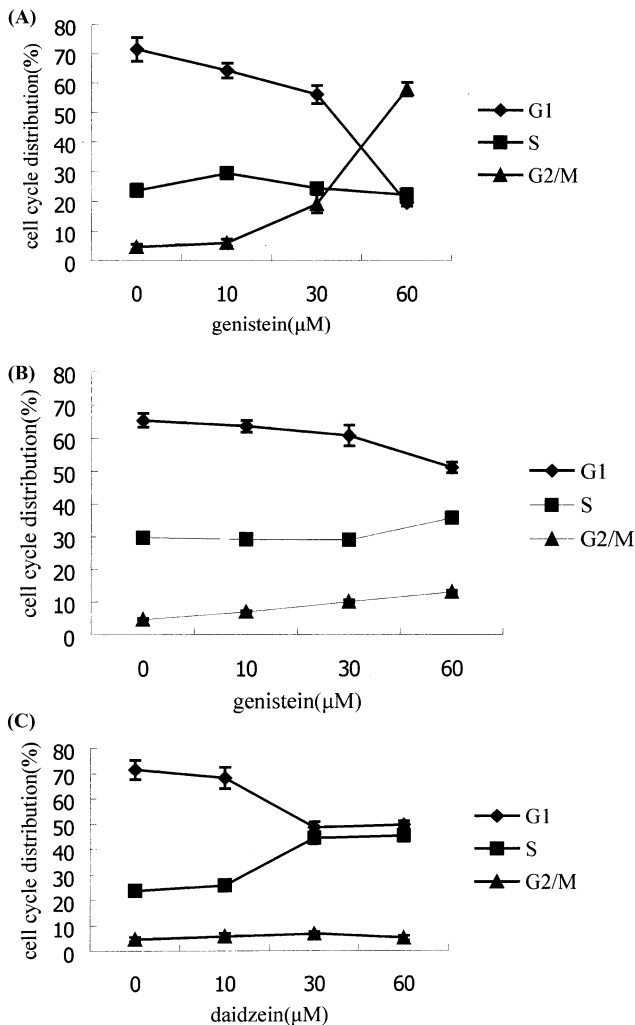 (A)
cell cycle distribution(%)
80
70
60
50
40
30
20
10
0
0 10 30 60
genistein(μM)
G1
S
G2/M
(B)
cell cycle distribution(%)
80
70
60
50
40
30
20
10
0
0 10 30 60
genistein(μM)
G1
S
G2/M
(C)
cell cycle distribution(%)
80
70
60
50
40
30
20
10
0
0 10 30 60
daidzein(μM)
G1
S
G2/M